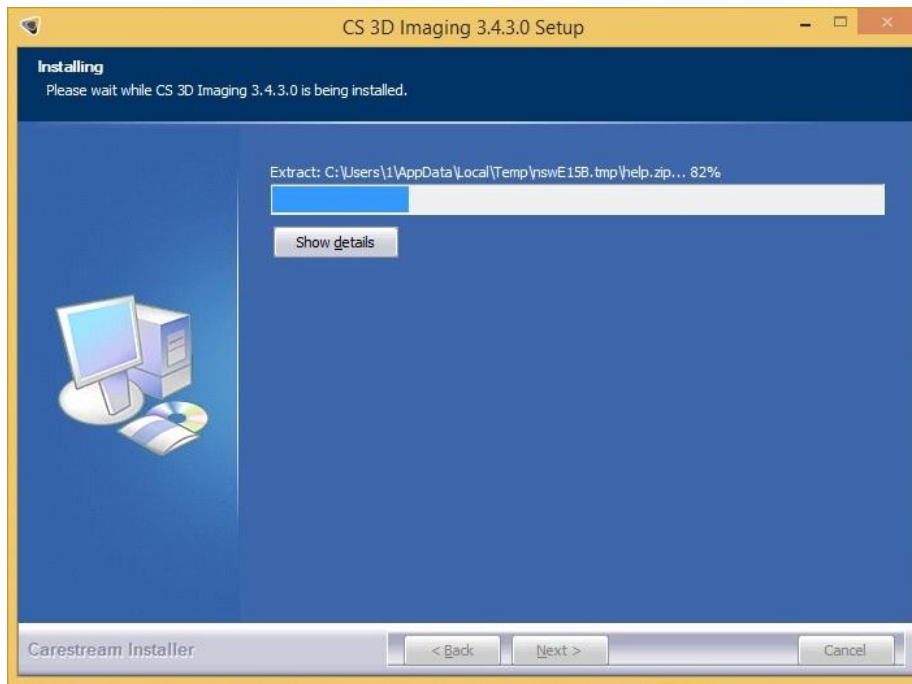 CS 3D Imaging 3.4.3.0 Setup
Installing
Please wait while CS 3D Imaging 3.4.3.0 is being installed.
Extract: C:\Users\1\AppData\Local\Temp\nswE15B.tmp\help.zip... 82%
Show details
Carestream Installer
< Back
Next >
Cancel